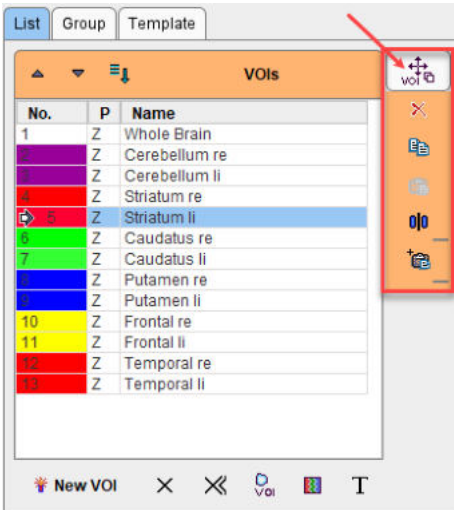 List Group Template
VOIs
VOI
No. P Name
1 Z Whole Brain
2 Z Cerebellum re
3 Z Cerebellum li
4 Z Striatum re
5 Z Striatum li
6 Z Caudatus re
7 Z Caudatus li
8 Z Putamen re
9 Z Putamen li
10 Z Frontal re
11 Z Frontal li
12 Z Temporal re
13 Z Temporal li
New VOI VOI T